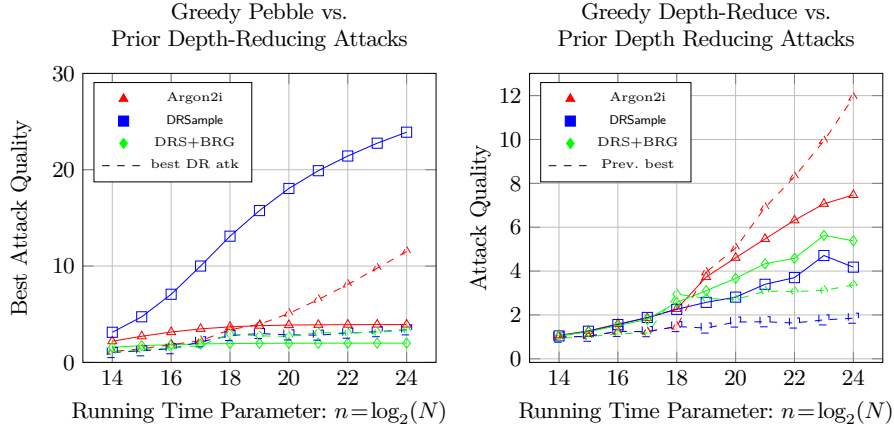 Greedy Pebble vs.
Prior Depth-Reducing Attacks
Best Attack Quality
30
20
10
0
Argon2i
DRSample
DRS+BRG
best DR atk
14 16 18 20 22 24
Running Time Parameter: n=log₂(N)
Greedy Depth-Reduce vs.
Prior Depth Reducing Attacks
Attack Quality
12
10
8
6
4
2
0
Argon2i
DRSample
DRS+BRG
Prev. best
14 16 18 20 22 24
Running Time Parameter: n=log₂(N)